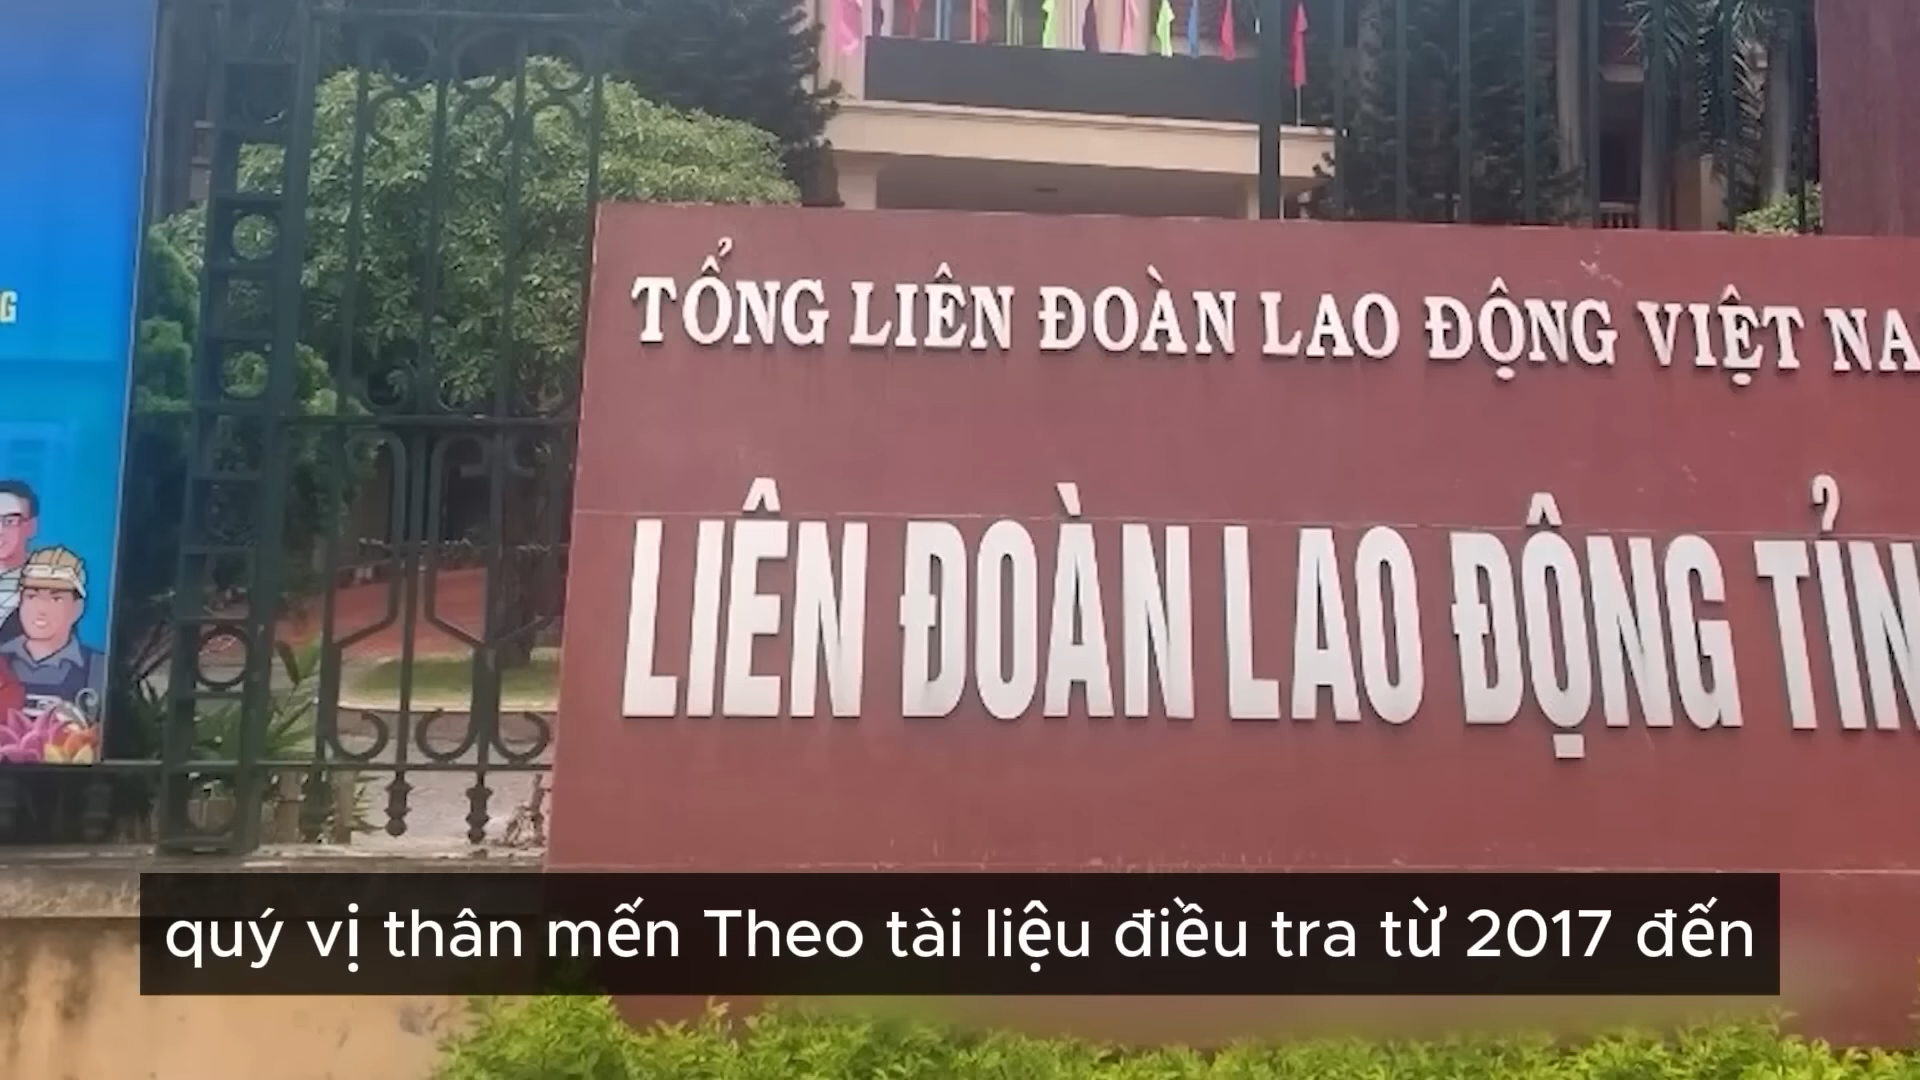 TỔNG LIÊN ĐOÀN LAO ĐỘNG VIỆT NA
LIÊN ĐOÀN LAO ĐỘNG TỈN
quý vị thân mến Theo tài liệu điều tra từ 2017 đến